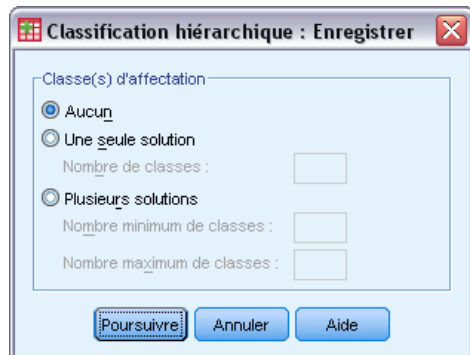 Classification hiérarchique : Enregistrer
Classe(s) d'affectation
Aucun
Une seule solution
Nombre de classes :
Plusieurs solutions
Nombre minimum de classes :
Nombre maximum de classes :
Poursuivre Annuler Aide